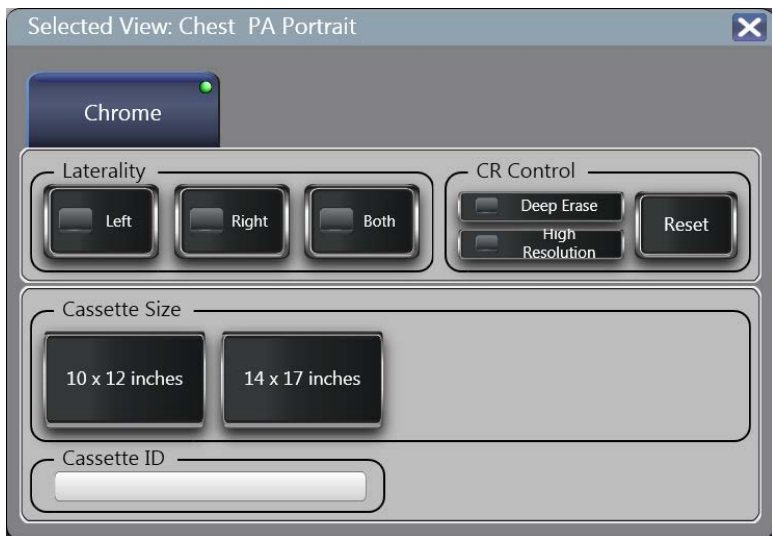 Selected View: Chest PA Portrait
Chrome
Laterality
Left
Right
Both
CR Control
Deep Erase
High
Resolution
Reset
Cassette Size
10 x 12 inches
14 x 17 inches
Cassette ID